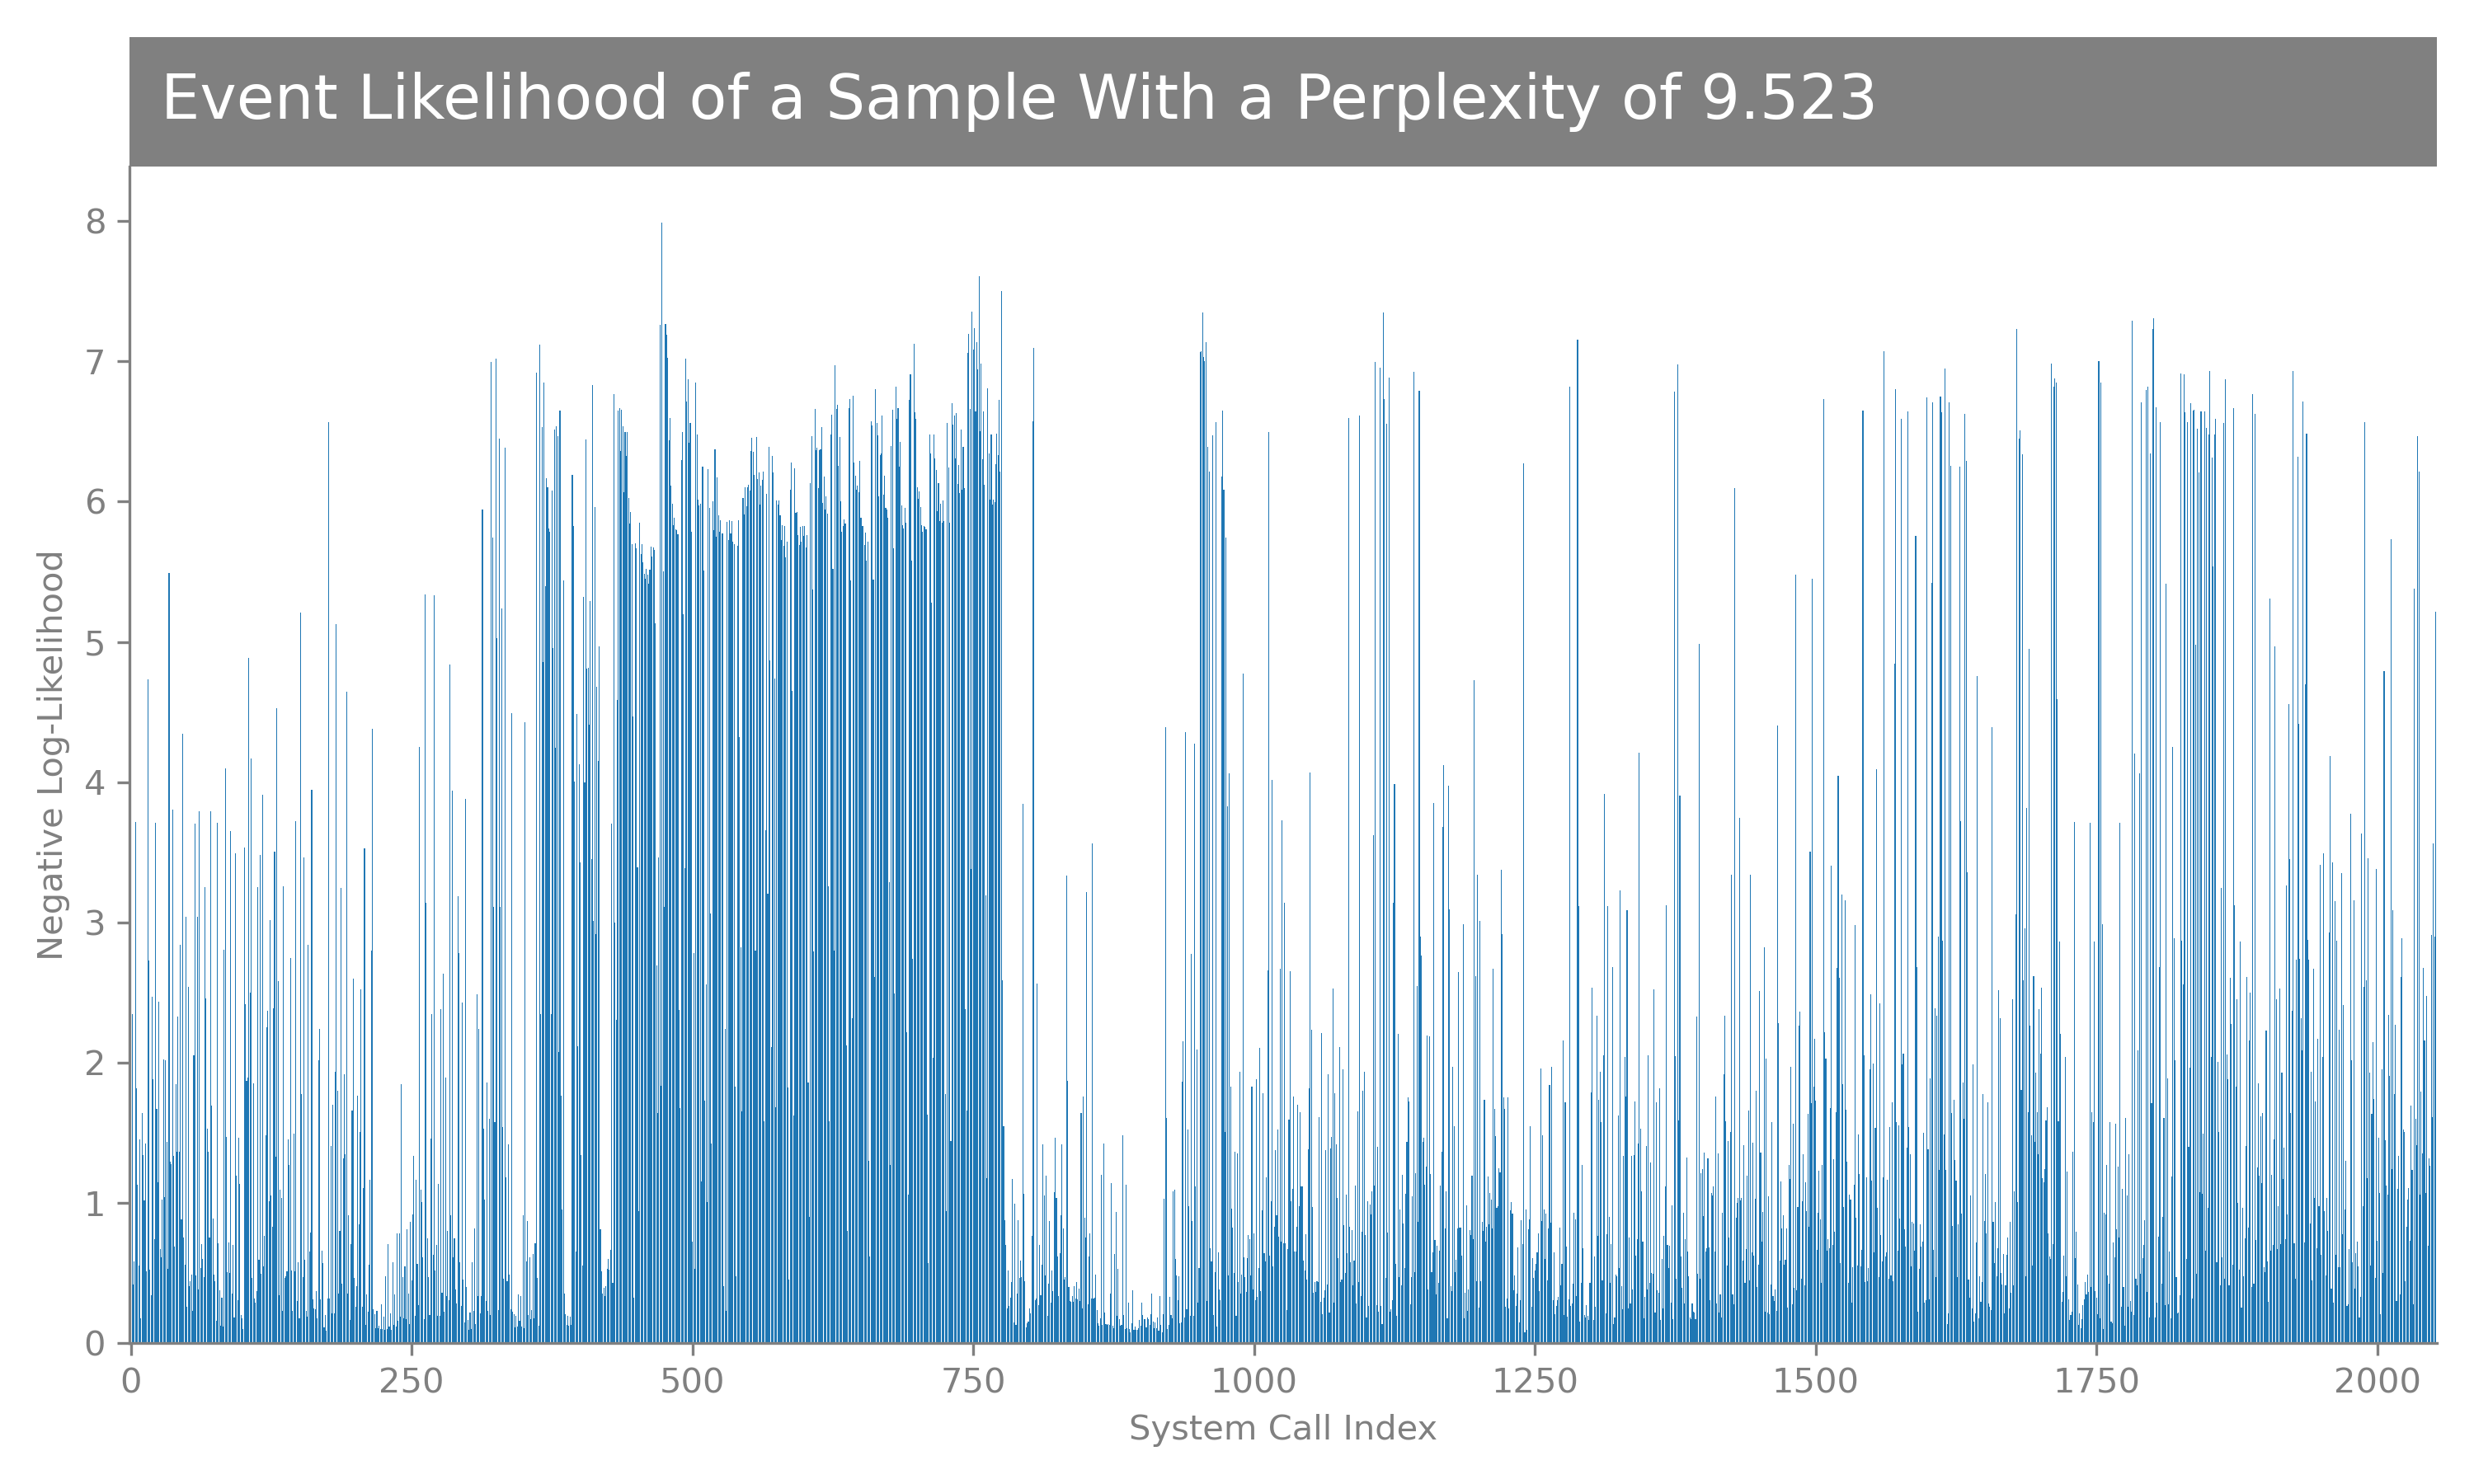 Event Likelihood of a Sample With a Perplexity of 9.523
8
7
6
5
4
3
2
1
0
Negative Log-Likelihood
0 250 500 750 1000 1250 1500 1750 2000
System Call Index